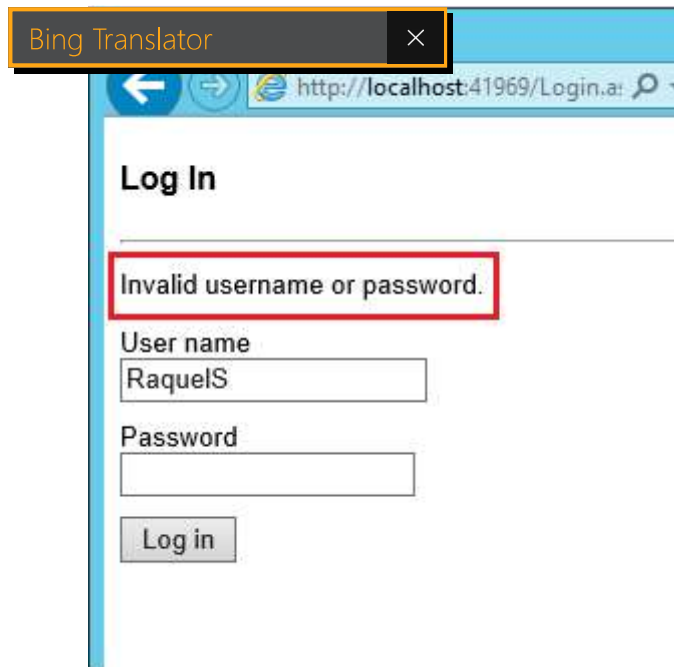 Bing Translator
http://localhost:41969/Login.a
Log In
Invalid username or password.
User name
RaquelS
Password
Log in